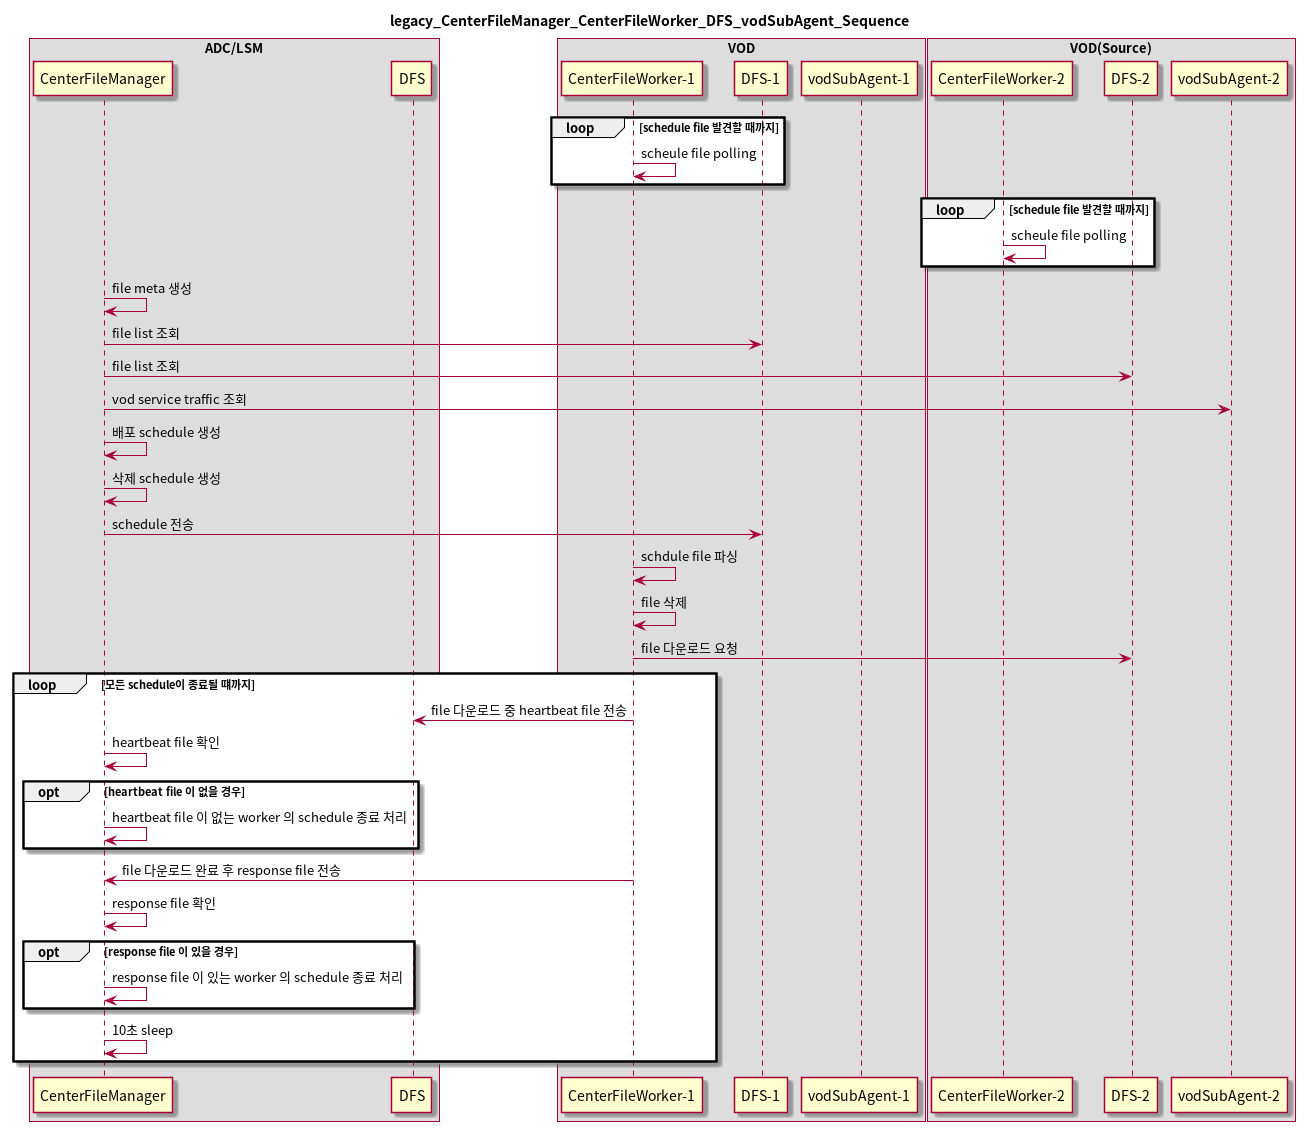 legacy_CenterFileManager_CenterFileWorker_DFS_vodSubAgent_Sequence
ADC/LSM
VOD
VOD(Source)
CenterFileManager
DFS
CenterFileWorker-1
DFS-1
vodSubAgent-1
CenterFileWorker-2
DFS-2
vodSubAgent-2
loop
[schedule file 발견할 때까지]
scheule file polling
loop
[schedule file 발견할 때까지]
scheule file polling
file meta 생성
file list 조회
file list 조회
vod service traffic 조회
배포 schedule 생성
삭제 schedule 생성
schedule 전송
schdule file 파싱
file 삭제
file 다운로드 요청
loop
[모든 schedule이 종료될 때까지]
file 다운로드 중 heartbeat file 전송
heartbeat file 확인
opt
[heartbeat file 이 없을 경우]
heartbeat file 이 없는 worker 의 schedule 종료 처리
file 다운로드 완료 후 response file 전송
response file 확인
opt
[response file 이 있을 경우]
response file 이 있는 worker 의 schedule 종료 처리
10초 sleep
CenterFileManager
DFS
CenterFileWorker-1
DFS-1
vodSubAgent-1
CenterFileWorker-2
DFS-2
vodSubAgent-2